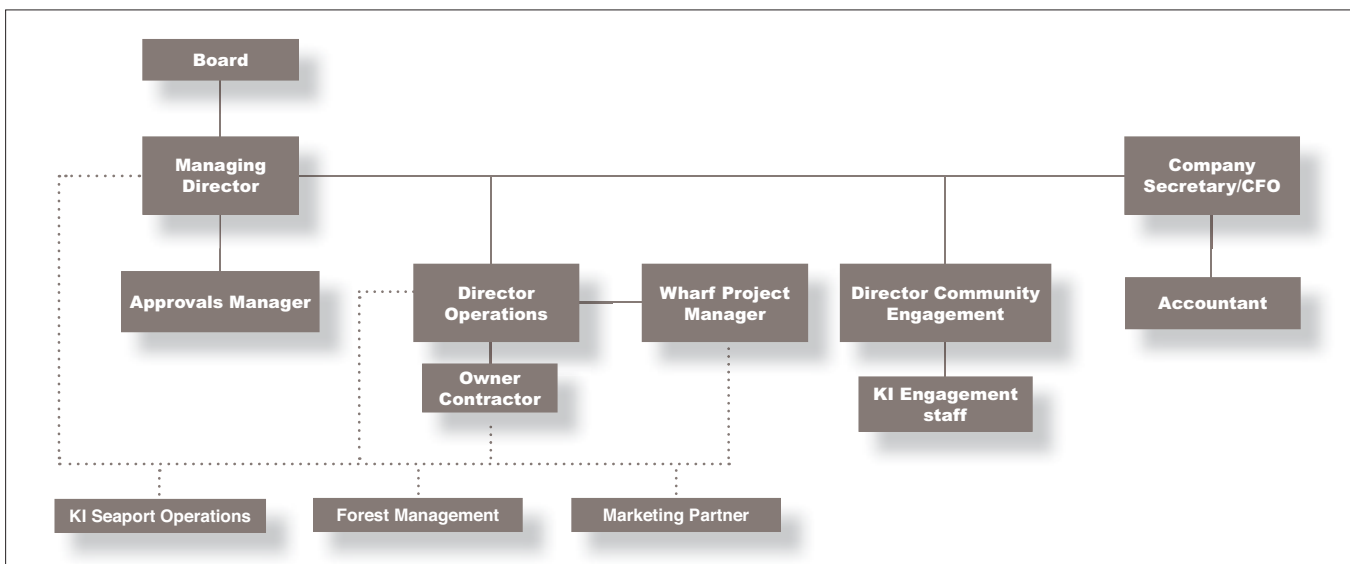 Board
Managing
Director
Company
Secretary/CFO
Approvals Manager
Director
Operations
Wharf Project
Manager
Director Community
Engagement
Accountant
Owner
Contractor
KI Engagement
staff
KI Seaport Operations
Forest Management
Marketing Partner